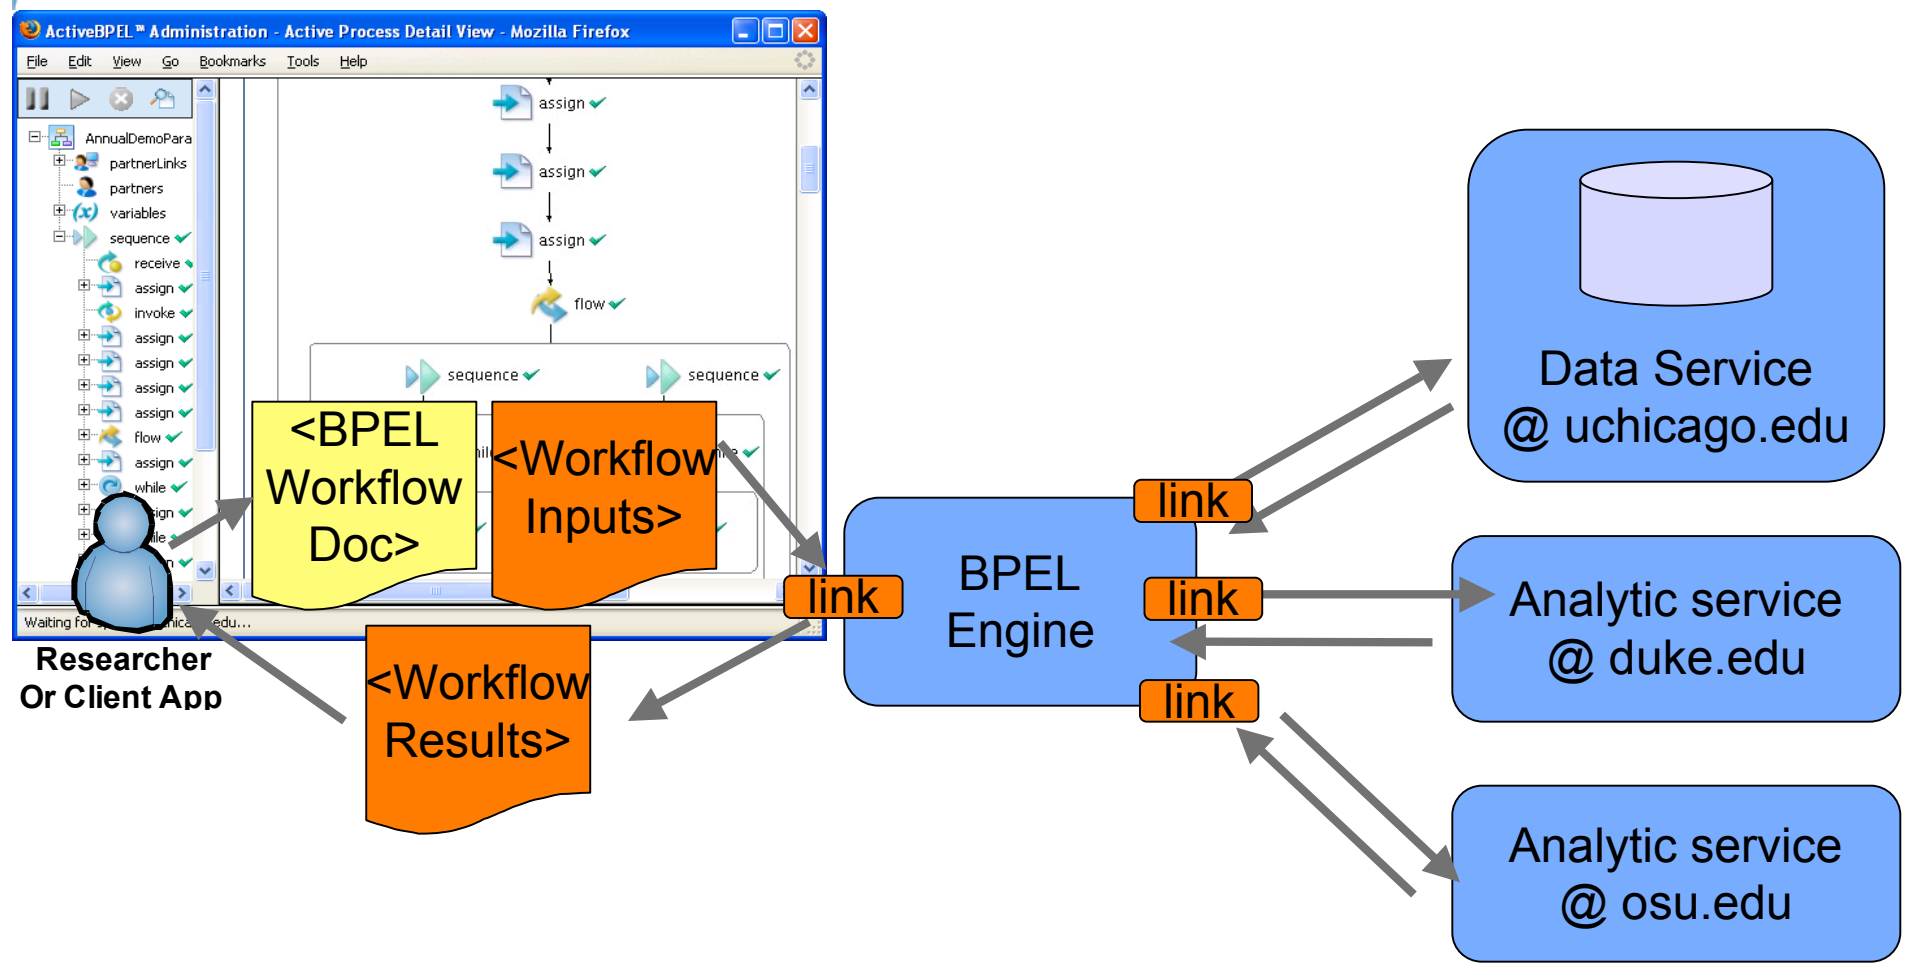 ActiveBPEL™ Administration - Active Process Detail View - Mozilla Firefox
File Edit View Go Bookmarks Tools Help
AnnualDemoPara
partnerLinks
partners
(x) variables
sequence
receive
assign
invoke
assign
assign
assign
assign
flow
assign
while
assign
assign
assign
flow
sequence
sequence
Waiting for
edu...
<BPEL
Workflow
Doc>
<Workflow
Inputs>
<Workflow
Results>
Researcher
Or Client App
link
BPEL
Engine
link
link
link
Data Service
@ uchicago.edu
Analytic service
@ duke.edu
Analytic service
@ osu.edu